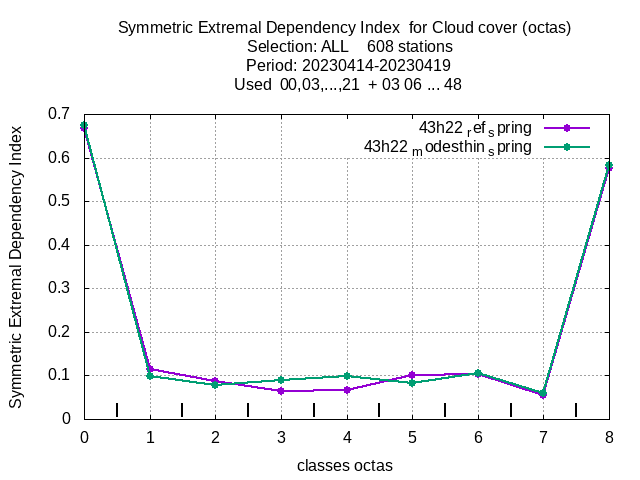 Symmetric Extremal Dependency Index  for Cloud cover (octas)
Selection: ALL    608 stations
Period: 20230414-20230419
Used  00,03,...,21  + 03 06 ... 48
43h22 ref spring
43h22 modesthin spring
Symmetric Extremal Dependency Index
0.7
0.6
0.5
0.4
0.3
0.2
0.1
0
0 1 2 3 4 5 6 7 8
classes octas